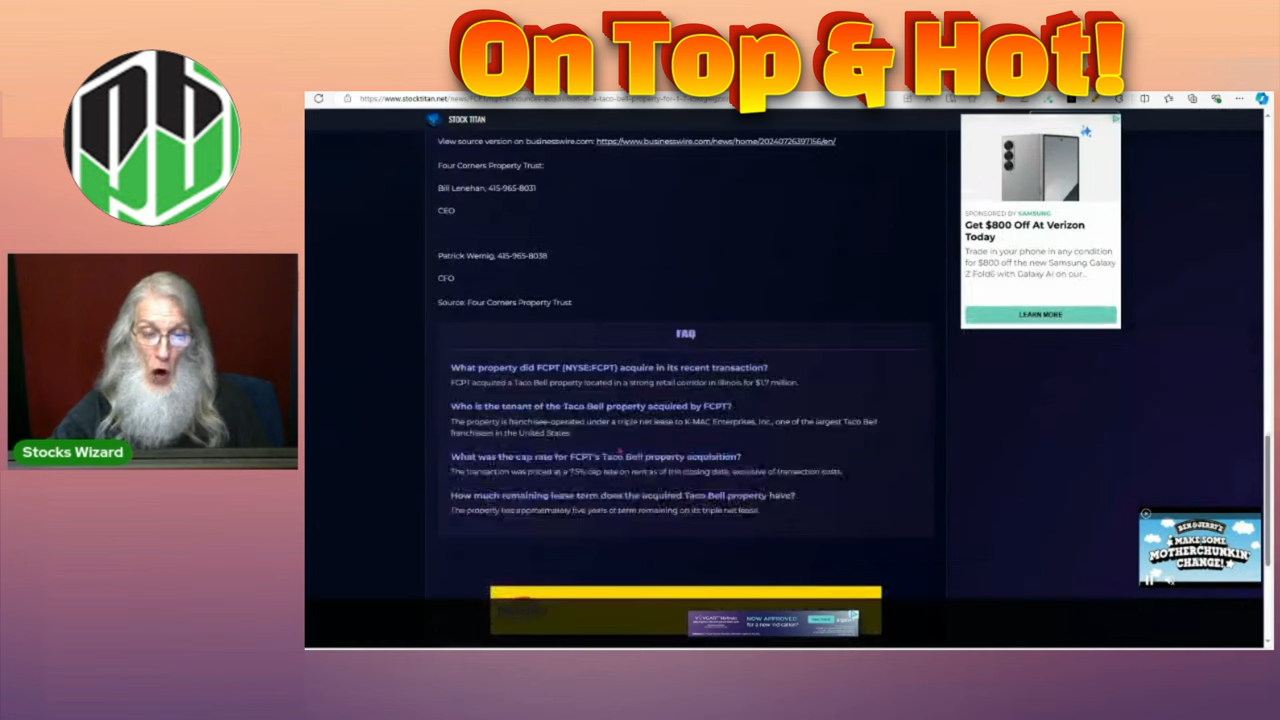 On Top & Hot!
STOCK TITAN
View source version on businesswire.com: https://www.businesswire.com/news/home/20240726397156/en/
Four Corners Property Trust:
Bill Lenehan, 415-965-8031
CEO
Patrick Wernig, 415-965-8038
CFO
Source: Four Corners Property Trust
FAQ
What property did FCPT (NYSE:FCPT) acquire in its recent transaction?
FCPT acquired a Taco Bell property located in a strong retail corridor in Illinois for $1.7 million.
Who is the tenant of the Taco Bell property acquired by FCPT?
The property is franchisee-operated under a triple net lease to K-MAC Enterprises, Inc., one of the largest Taco Bell
franchisees in the United States.
What was the cap rate for FCPT's Taco Bell property acquisition?
The transaction was priced at a 7.5% cap rate on rent as of the closing date, exclusive of transaction costs.
How much remaining lease term does the acquired Taco Bell property have?
The property has approximately five years of term remaining on its triple net lease.
SPONSORED BY SAMSUNG
Get $800 Off At Verizon
Today
Trade in your phone in any condition
for $800 off the new Samsung Galaxy
Z Fold6 with Galaxy AI on our...
LEARN MORE
Stocks Wizard
BEN & JERRY'S
MAKE SOME
MOTHERCHUNKIN'
CHANGE!
NOW APPROVED
for a new indication!